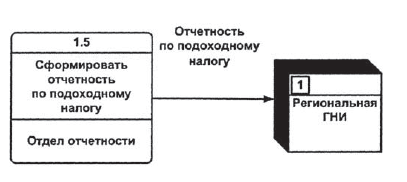 1.5
Сформировать
отчетность
по подоходному
налогу
Отдел отчетности
Отчетность
по подоходному
налогу
1
Региональная
ГНИ